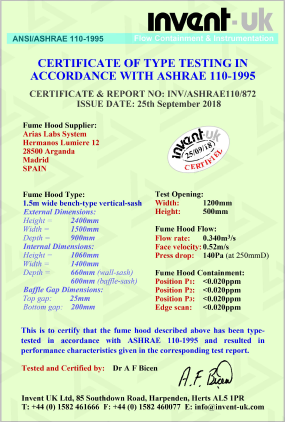 invent-uk
ANSI/ASHRAE 110-1995
Flow Containment & Instrumentation
CERTIFICATE OF TYPE TESTING IN
ACCORDANCE WITH ASHRAE 110-1995
CERTIFICATE & REPORT NO: INV/ASHRAE110/872
ISSUE DATE: 25th September 2018
Fume Hood Supplier:
Arias Labs System
Hermanos Lumiere 12
28500 Arganda
Madrid
SPAIN
invent-uk
25/09/18
CERTIFIED
Fume Hood Type:
1.5m wide bench-type vertical-sash
External Dimensions:
Height = 2400mm
Width = 1500mm
Depth = 900mm
Internal Dimensions:
Height = 1060mm
Width = 1400mm
Depth = 660mm (wall-sash)
600mm (baffle-sash)
Baffle Gap Dimensions:
Top gap: 25mm
Bottom gap: 200mm
Test Opening:
Width: 1200mm
Height: 500mm
Fume Hood Flow:
Flow rate: 0.340m³/s
Face velocity: 0.52m/s
Press drop: 140Pa (at 250mmD)
Fume Hood Containment:
Position P1: <0.020ppm
Position P2: <0.020ppm
Position P3: <0.020ppm
Edge scan: <0.020ppm
This is to certify that the fume hood described above has been type-
tested in accordance with ASHRAE 110-1995 and resulted in
performance characteristics given in the corresponding test report.
Tested and Certified by: Dr A F Bicen
A.F. Bicen
Invent UK Ltd, 85 Southdown Road, Harpenden, Herts AL5 1PR
T: +44 (0) 1582 461666 F: +44 (0) 1582 460077 E: info@invent-uk.com